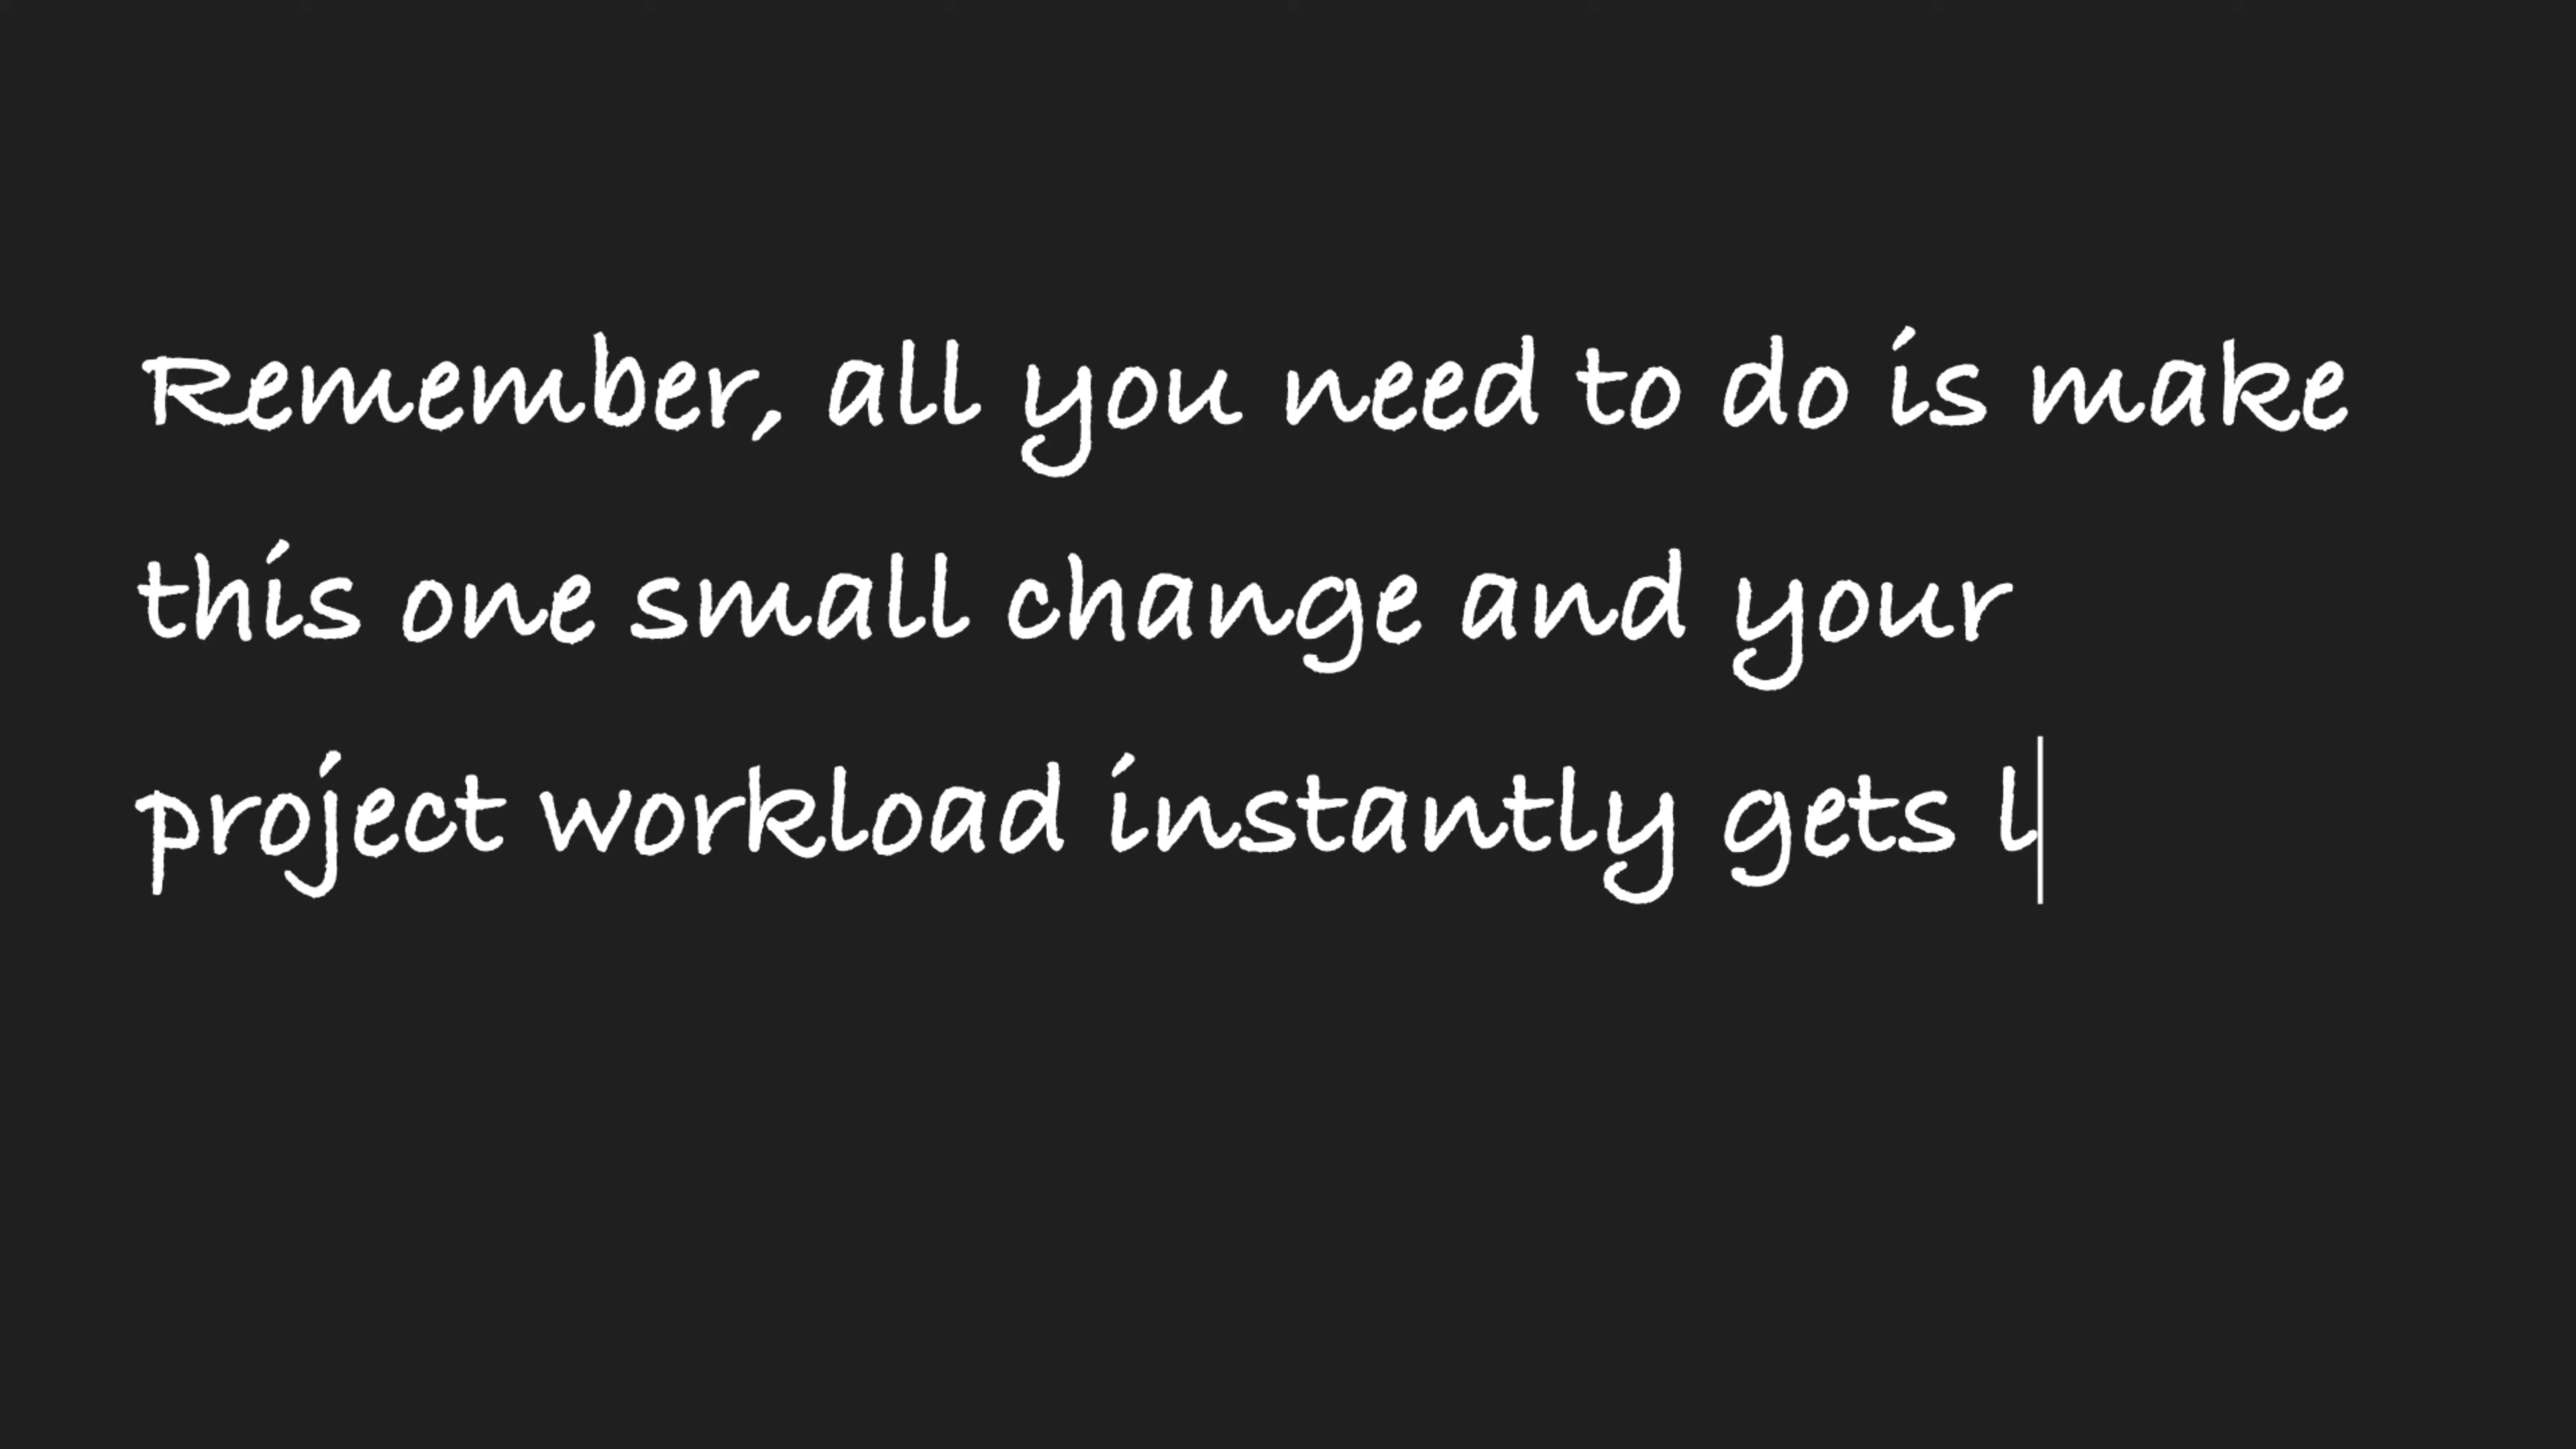 Remember, all you need to do is make
this one small change and your
project workload instantly gets l